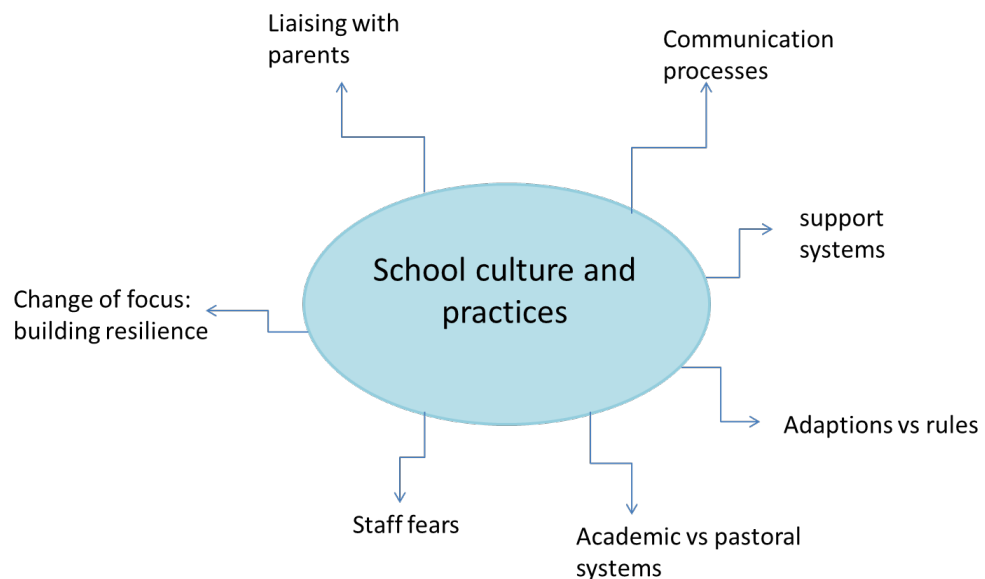 Liaising with
parents
Communication
processes
support
systems
School culture and
practices
Change of focus:
building resilience
Adaptions vs rules
Staff fears
Academic vs pastoral
systems